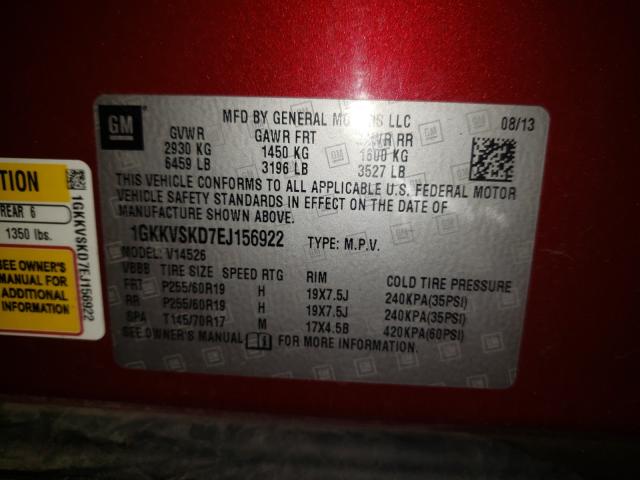 GM
MFD BY GENERAL MOTORS LLC
08/13
GVWR GAWR FRT GAWR RR
2930 KG 1450 KG 1600 KG
6459 LB 3196 LB 3527 LB
THIS VEHICLE CONFORMS TO ALL APPLICABLE U.S. FEDERAL MOTOR
VEHICLE SAFETY STANDARDS IN EFFECT ON THE DATE OF
MANUFACTURE SHOWN ABOVE.
1GKKVSKD7EJ156922 TYPE: M.P.V.
MODEL: V14526
VBBB TIRE SIZE SPEED RTG RIM COLD TIRE PRESSURE
FRT P255/60R19 H 19X7.5J 240KPA(35PSI)
RR P255/60R19 H 19X7.5J 240KPA(35PSI)
SPA T145/70R17 M 17X4.5B 420KPA(60PSI)
SEE OWNER'S MANUAL FOR MORE INFORMATION.
TION
REAR 6
1350 lbs.
SEE OWNER'S
MANUAL FOR
ADDITIONAL
INFORMATION
1GKKVSKD7EJ156922